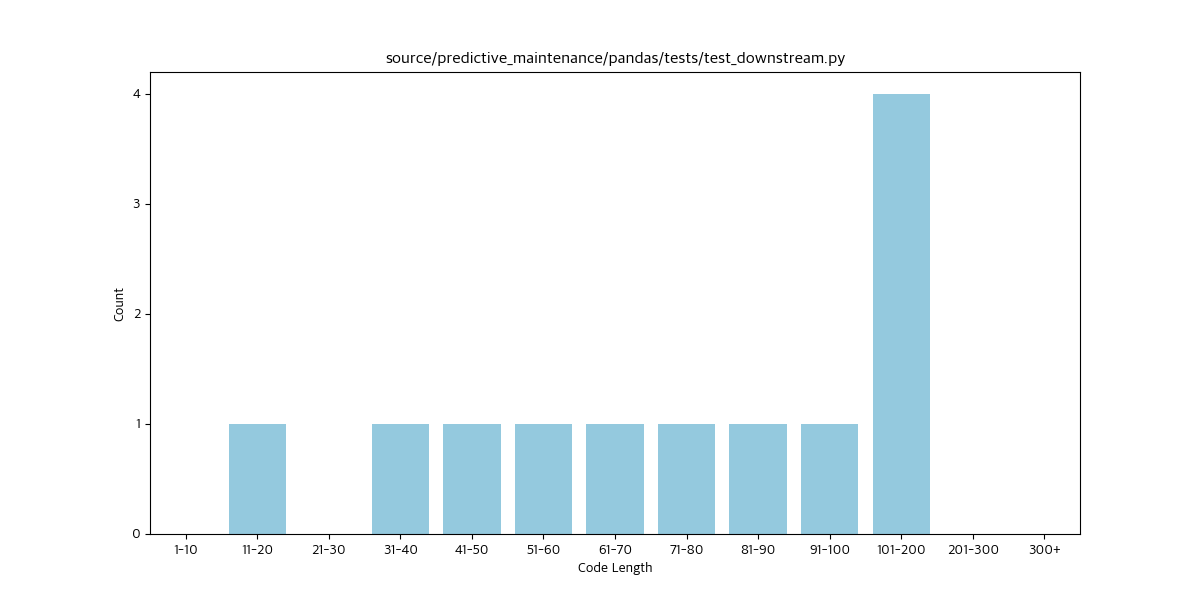 source/predictive_maintenance/pandas/tests/test_downstream.py
4
3
2
1
0
Count
1-10 11-20 21-30 31-40 41-50 51-60 61-70 71-80 81-90 91-100 101-200 201-300 300+
Code Length